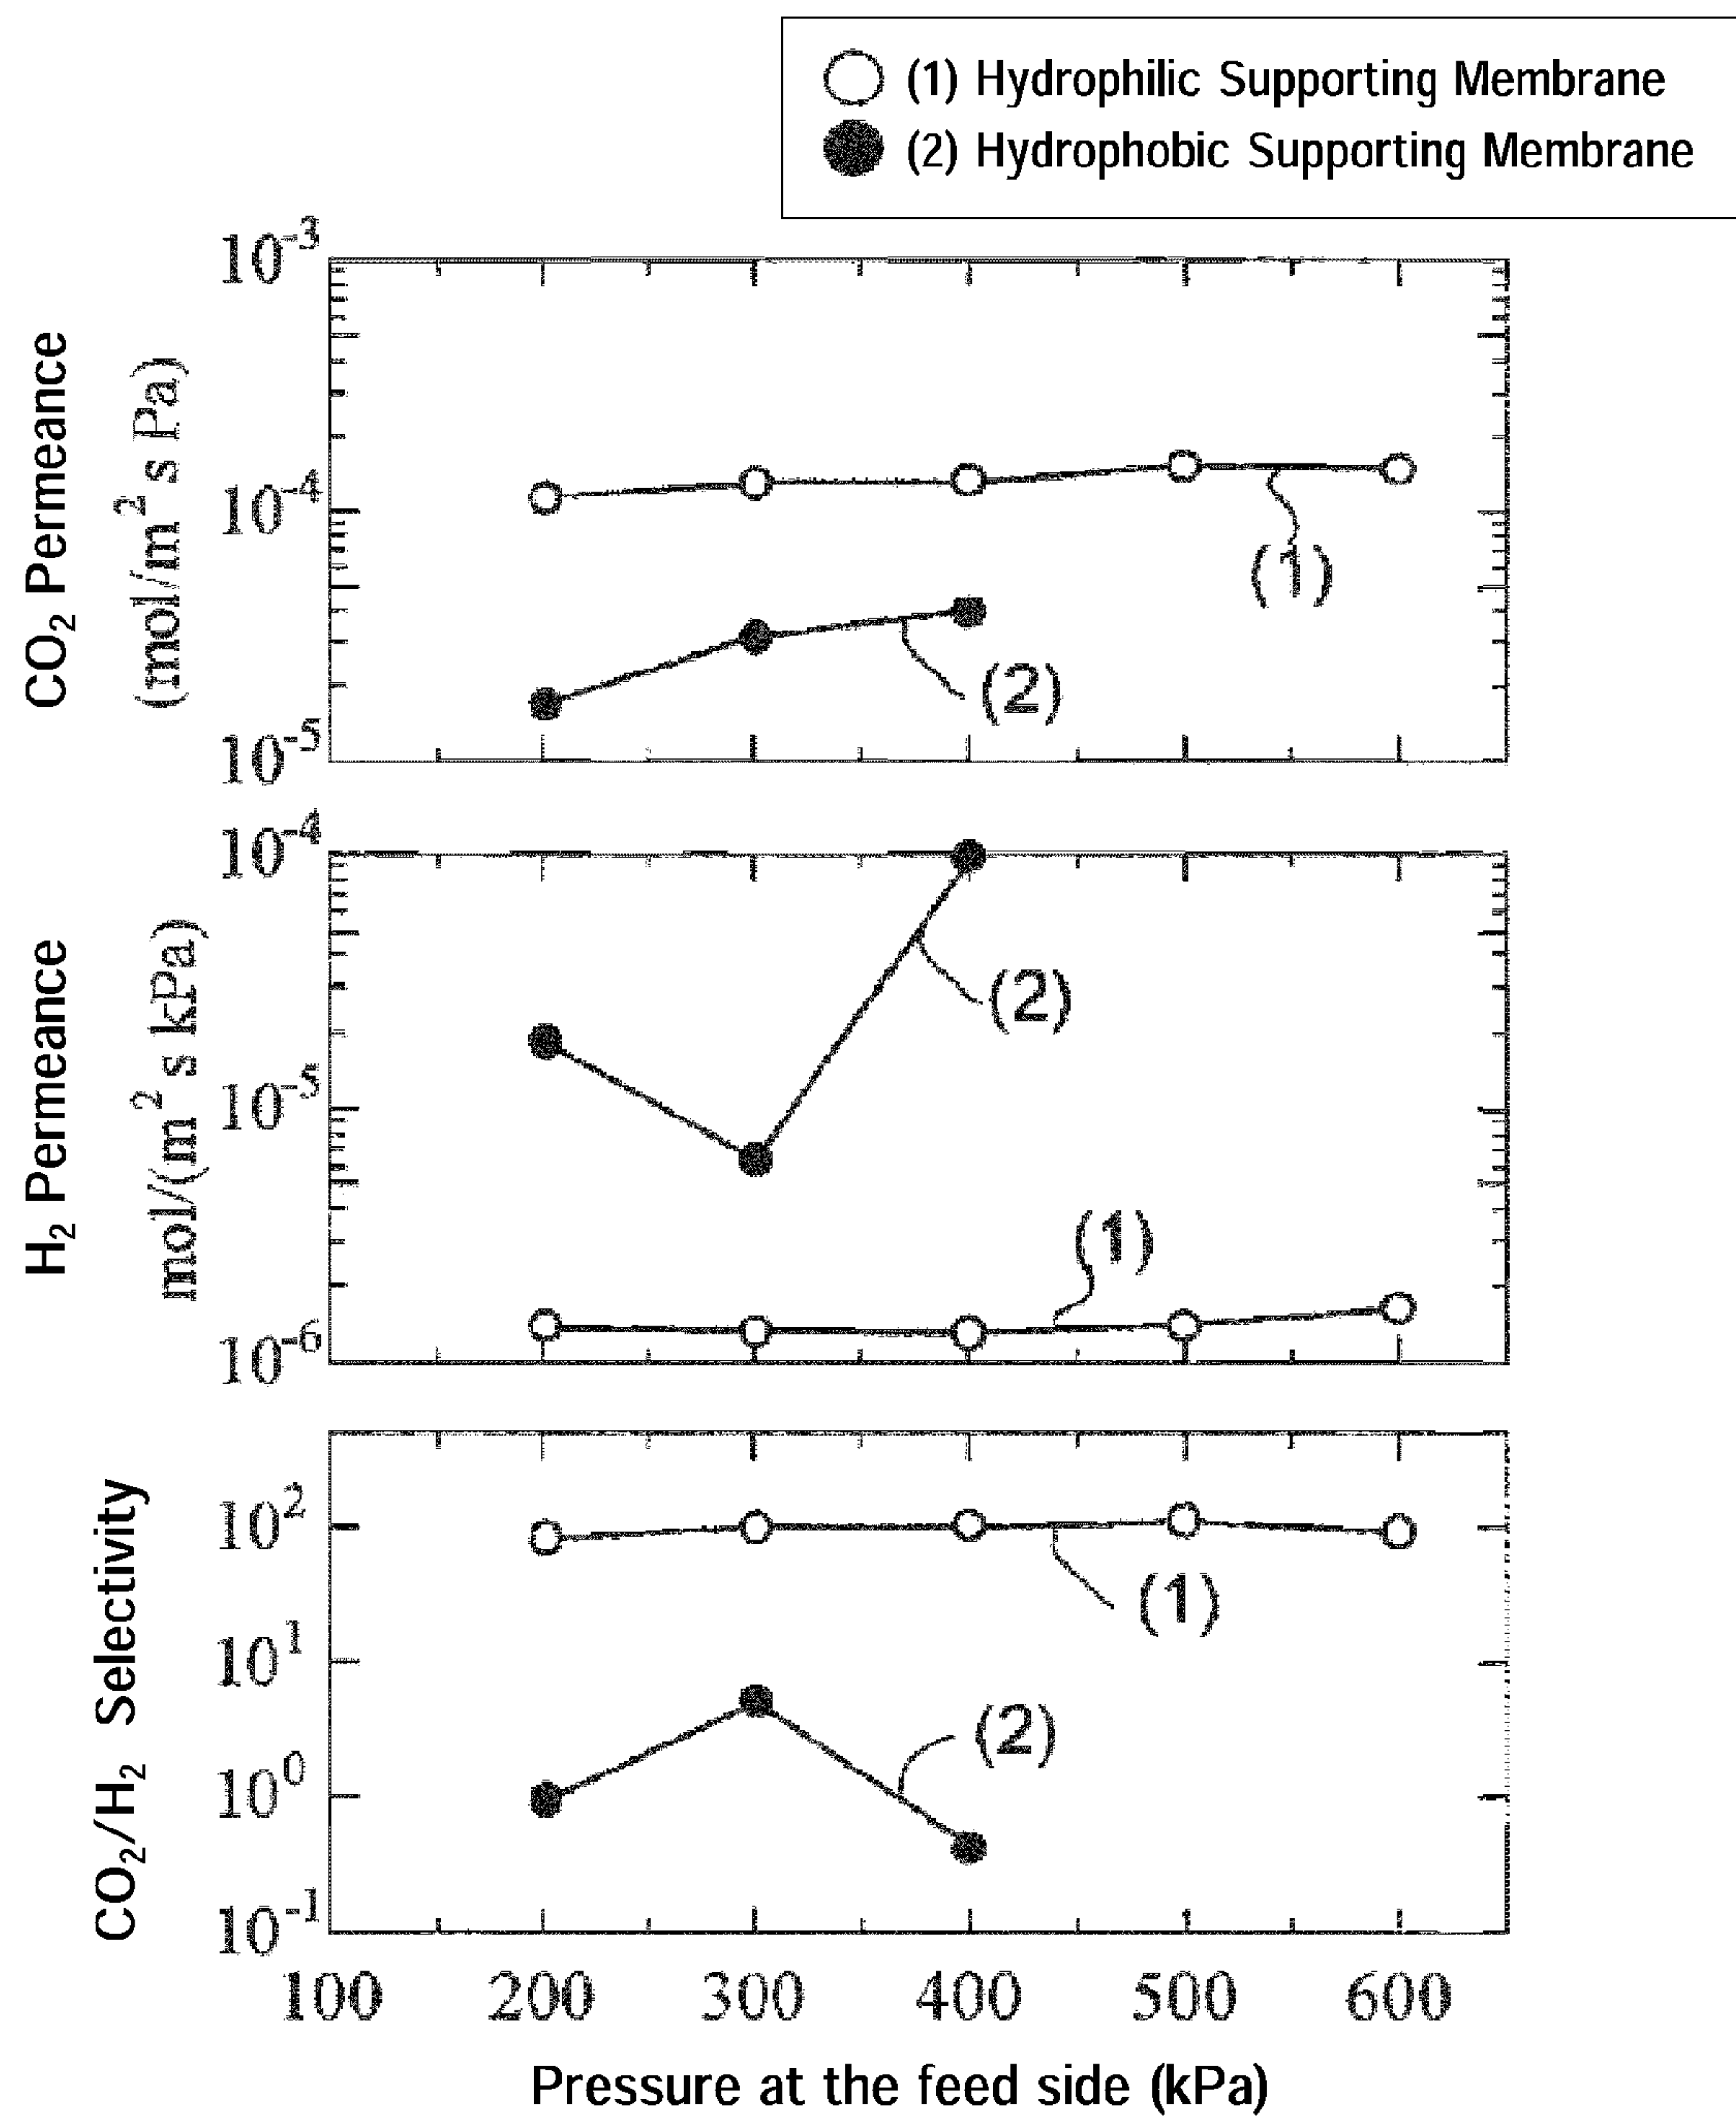 (1) Hydrophilic Supporting Membrane
(2) Hydrophobic Supporting Membrane
CO₂ Permeance
(mol/m² s Pa)
10⁻³
10⁻⁴
10⁻⁵
(1)
(2)
H₂ Permeance
mol/(m² s kPa)
10⁻⁴
10⁻⁵
10⁻⁶
(2)
(1)
CO₂/H₂ Selectivity
10²
10¹
10⁰
10⁻¹
(1)
(2)
100 200 300 400 500 600
Pressure at the feed side (kPa)